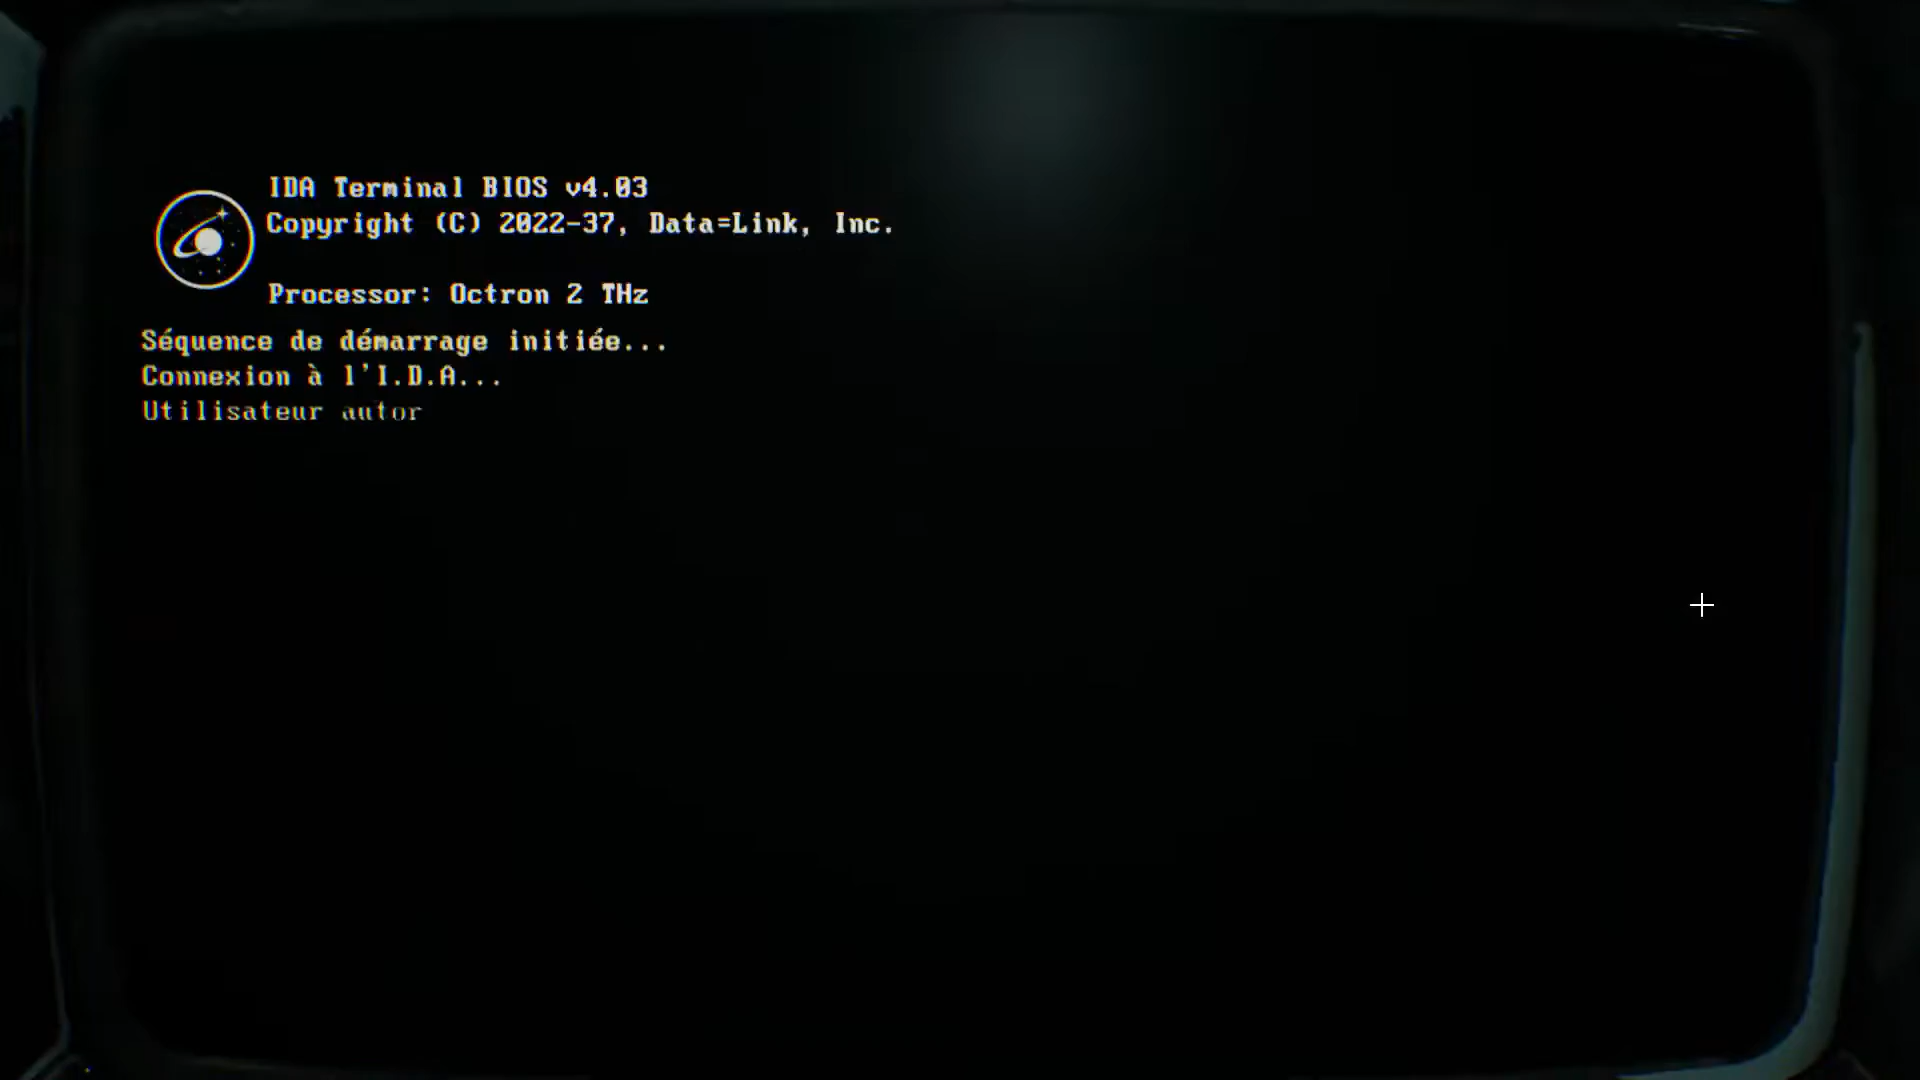 IDA Terminal BIOS v4.03
Copyright (C) 2022-37, Data=Link, Inc.
Processor: Octron 2 THz
Séquence de démarrage initiée...
Connexion à l'I.D.A...
Utilisateur autor